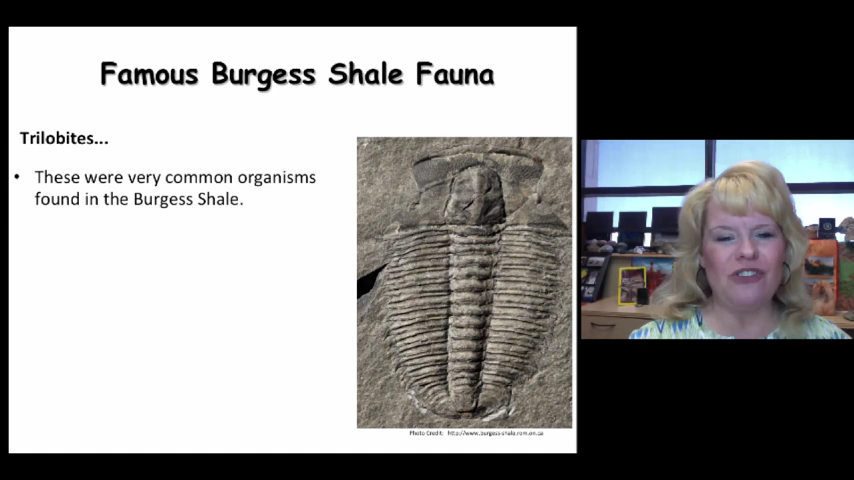 Famous Burgess Shale Fauna
Trilobites...
• These were very common organisms
found in the Burgess Shale.
Photo Credit: http://www.burgess-shale.rom.on.ca